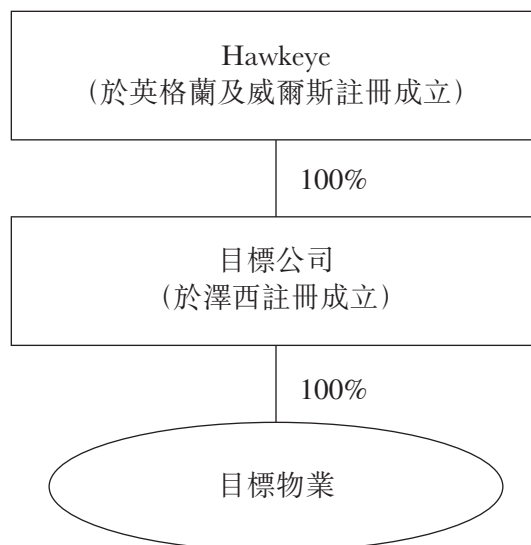 Hawkeye
（於英格蘭及威爾斯註冊成立）
100%
目標公司
（於澤西註冊成立）
100%
目標物業